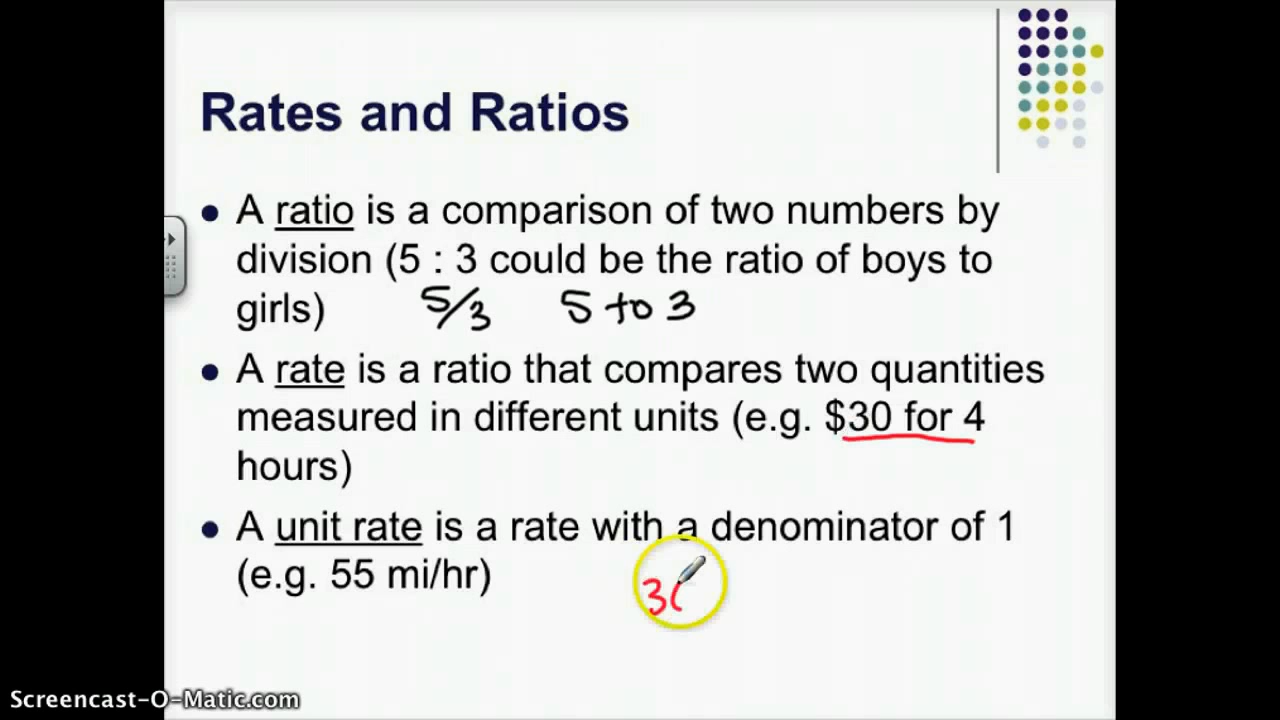 Rates and Ratios
● A ratio is a comparison of two numbers by
division (5 : 3 could be the ratio of boys to
girls) 5/3 5 to 3
● A rate is a ratio that compares two quantities
measured in different units (e.g. $30 for 4
hours)
● A unit rate is a rate with a denominator of 1
(e.g. 55 mi/hr) 3
Screencast-O-Matic.com